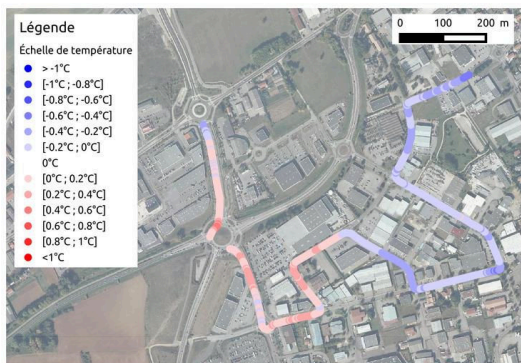 Légende
Échelle de température
> -1°C
[-1°C ; -0.8°C]
[-0.8°C ; -0.6°C]
[-0.6°C ; -0.4°C]
[-0.4°C ; -0.2°C]
[-0.2°C ; 0°C]
0°C
[0°C ; 0.2°C]
[0.2°C ; 0.4°C]
[0.4°C ; 0.6°C]
[0.6°C ; 0.8°C]
[0.8°C ; 1°C]
<1°C
0 100 200 m